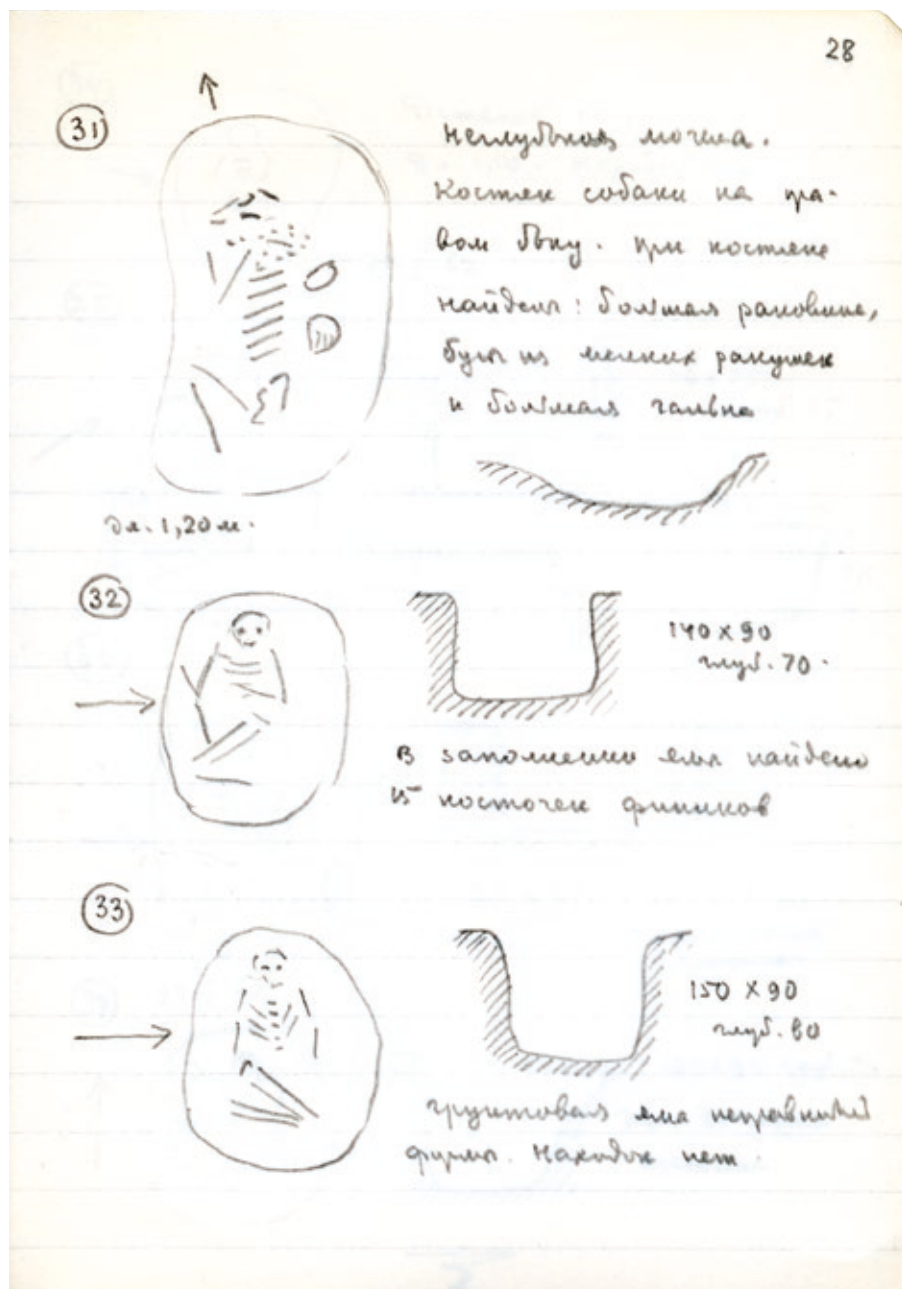 28
31
неглубокая могила.
Костяк собаки на пра-
вом боку. при костяке
найдены: большая раковина,
бусы из мелких ракушек
и большая галька
дл. 1,20 м.
32
140 х 90
глуб. 70.
В заполнении ямы найдено
15 косточек фиников
33
150 х 90
глуб. 80
грунтовая яма неправильной
формы. Находок нет.